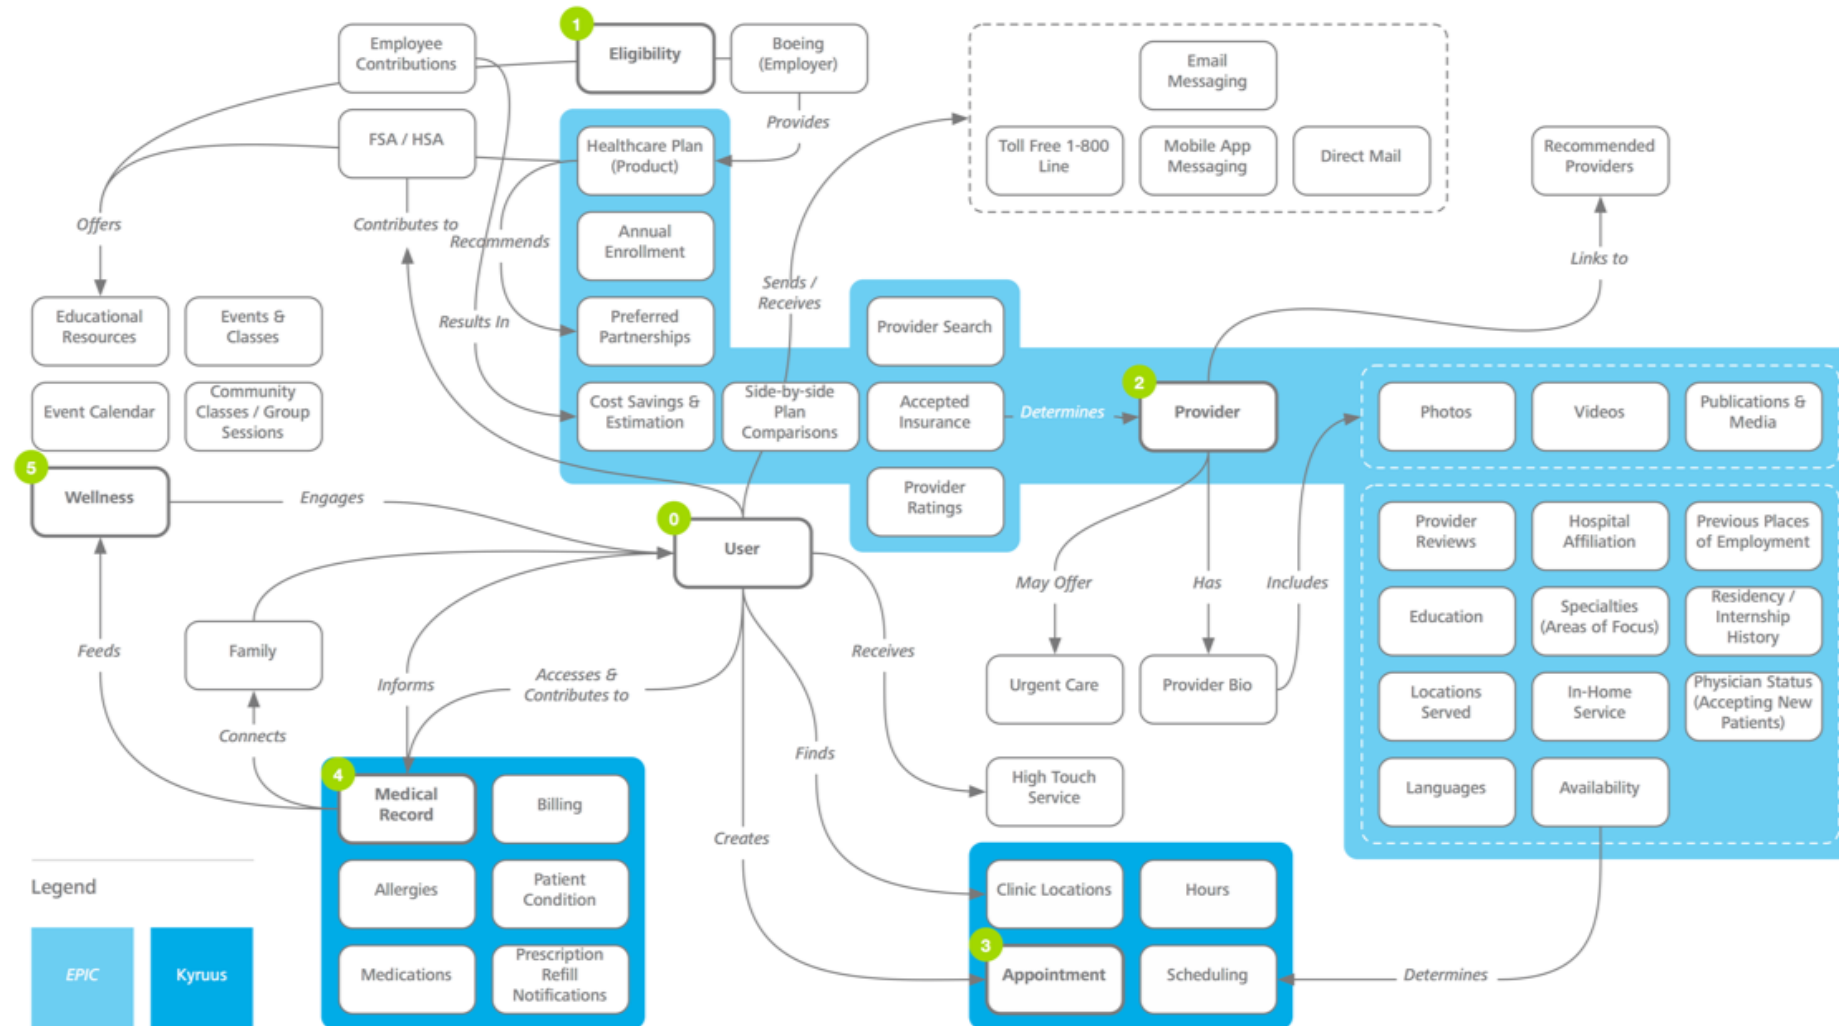 1
Employee
Contributions
Eligibility
Boeing
(Employer)
Email
Messaging
Provides
FSA / HSA
Healthcare Plan
(Product)
Toll Free 1-800
Line
Mobile App
Messaging
Direct Mail
Recommended
Providers
Offers
Contributes to
Recommends
Annual
Enrollment
Sends /
Receives
Links to
Educational
Resources
Events &
Classes
Results In
Preferred
Partnerships
Provider Search
2
Event Calendar
Community
Classes / Group
Sessions
Cost Savings &
Estimation
Side-by-side
Plan
Comparisons
Accepted
Insurance
Determines
Provider
Photos
Videos
Publications &
Media
5
Wellness
Engages
Provider
Ratings
0
User
Provider
Reviews
Hospital
Affiliation
Previous Places
of Employment
May Offer
Has
Includes
Education
Specialties
(Areas of Focus)
Residency /
Internship
History
Feeds
Family
Informs
Accesses &
Contributes to
Receives
Urgent Care
Provider Bio
Locations
Served
In-Home
Service
Physician Status
(Accepting New
Patients)
Connects
Finds
4
Medical
Record
Billing
High Touch
Service
Languages
Availability
Creates
Legend
Allergies
Patient
Condition
Clinic Locations
Hours
3
EPIC
Kyruus
Medications
Prescription
Refill
Notifications
Appointment
Scheduling
Determines